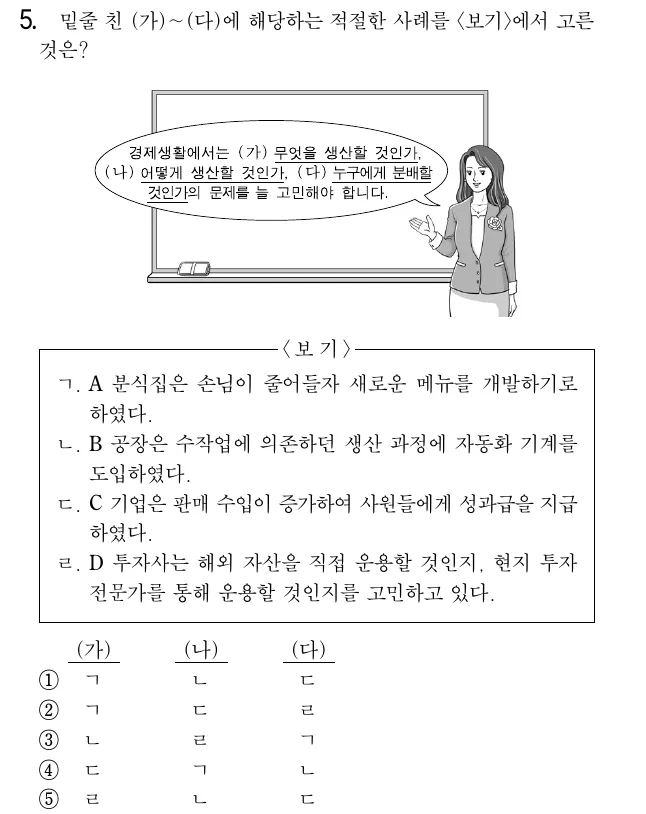 5. 밑줄 친 (가)~(다)에 해당하는 적절한 사례를 〈보기〉에서 고른
것은?
경제생활에서는 (가) 무엇을 생산할 것인가,
(나) 어떻게 생산할 것인가, (다) 누구에게 분배할
것인가의 문제를 늘 고민해야 합니다.
〈보 기〉
ㄱ. A 분식집은 손님이 줄어들자 새로운 메뉴를 개발하기로
하였다.
ㄴ. B 공장은 수작업에 의존하던 생산 과정에 자동화 기계를
도입하였다.
ㄷ. C 기업은 판매 수입이 증가하여 사원들에게 성과급을 지급
하였다.
ㄹ. D 투자사는 해외 자산을 직접 운용할 것인지, 현지 투자
전문가를 통해 운용할 것인지를 고민하고 있다.
(가) (나) (다)
① ㄱ ㄴ ㄷ
② ㄱ ㄷ ㄹ
③ ㄴ ㄹ ㄱ
④ ㄷ ㄱ ㄴ
⑤ ㄹ ㄴ ㄷ